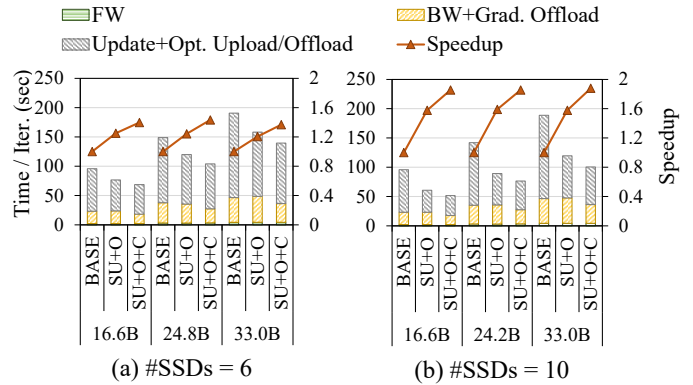 FW
BW+Grad. Offload
Update+Opt. Upload/Offload
Speedup
Time / Iter. (sec)
250
200
150
100
50
0
2
1.6
1.2
0.8
0.4
0
BASE
SU+O
SU+O+C
BASE
SU+O
SU+O+C
BASE
SU+O
SU+O+C
16.6B
24.8B
33.0B
(a) #SSDs = 6
250
200
150
100
50
0
2
1.6
1.2
0.8
0.4
0
Speedup
BASE
SU+O
SU+O+C
BASE
SU+O
SU+O+C
BASE
SU+O
SU+O+C
16.6B
24.2B
33.0B
(b) #SSDs = 10